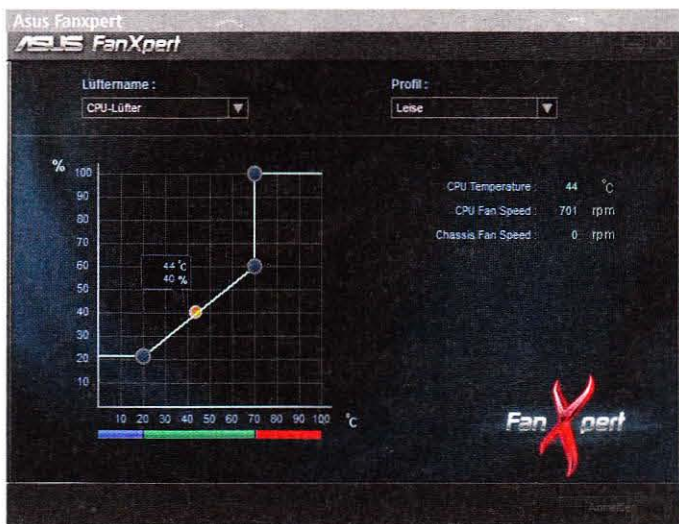 Asus Fanxpert
ASUS FanXpert
Lüftername :
CPU-Lüfter
Profil :
Leise
%
100
90
80
70
60
50
40
30
20
10
44 °C
40 %
10 20 30 40 50 60 70 80 90 100 °C
CPU Temperature : 44 °C
CPU Fan Speed : 701 rpm
Chassis Fan Speed : 0 rpm
Fan X pert